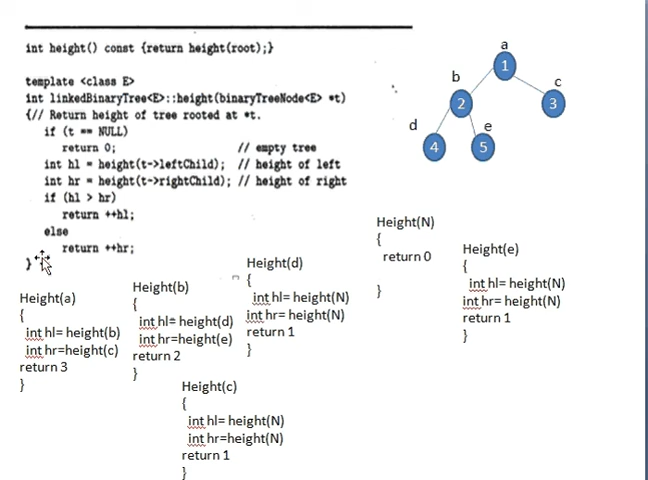 int height() const {return height(root);}
template <class E>
int linkedBinaryTree<E>::height(binaryTreeNode<E> *t)
{// Return height of tree rooted at *t.
if (t == NULL)
return 0; // empty tree
int hl = height(t->leftChild); // height of left
int hr = height(t->rightChild); // height of right
if (hl > hr)
return ++hl;
else
return ++hr;
}
a
1
b
2
c
3
d
4
e
5
Height(N)
{
return 0
}
Height(e)
{
int hl= height(N)
int hr= height(N)
return 1
}
Height(d)
{
int hl= height(N)
int hr= height(N)
return 1
}
Height(b)
{
int hl= height(d)
int hr=height(e)
return 2
}
Height(a)
{
int hl= height(b)
int hr=height(c)
return 3
}
Height(c)
{
int hl= height(N)
int hr=height(N)
return 1
}